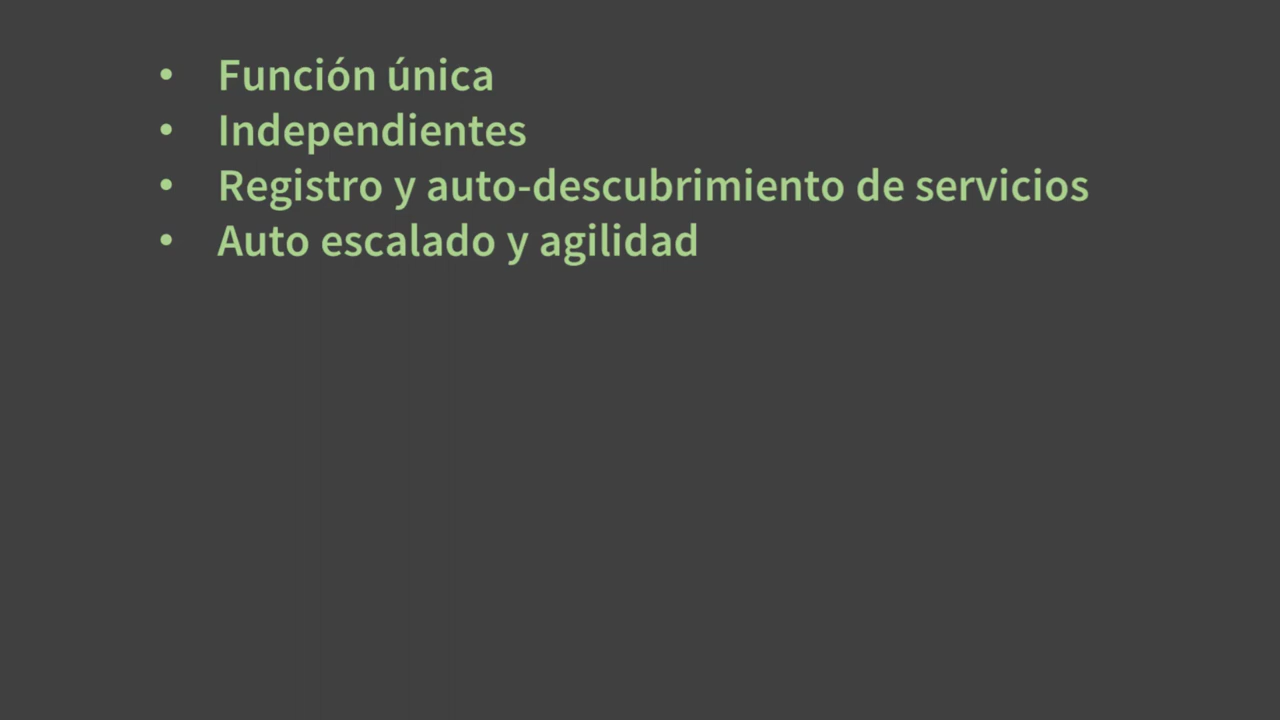 • Función única
• Independientes
• Registro y auto-descubrimiento de servicios
• Auto escalado y agilidad